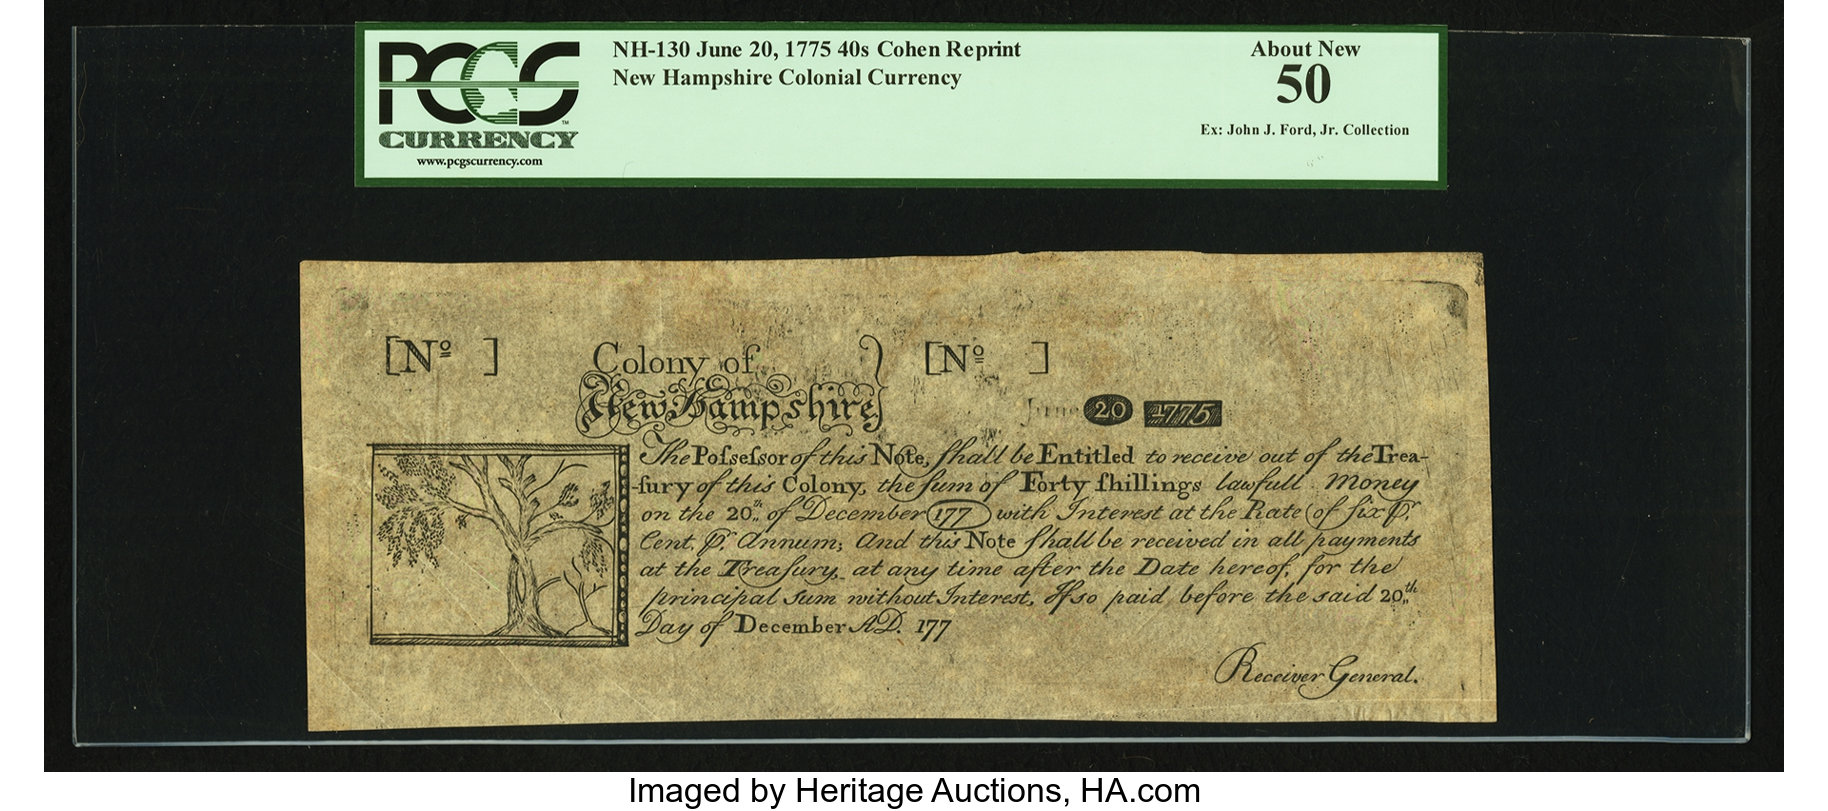 PCGS
CURRENCY
www.pcgscurrency.com
NH-130 June 20, 1775 40s Cohen Reprint
New Hampshire Colonial Currency
About New
50
Ex: John J. Ford, Jr. Collection
[Nº ]
Colony of
New Hampshire
[Nº ]
June 20 1775
The Poſseſsor of this Note, ſhall be Entitled to receive out of the Trea-
-ſury of this Colony, the ſum of Forty ſhillings lawfull Money
on the 20.th of December 177 with Interest at the Rate (of ſix Pr.
Cent. Pr. Annum; And this Note ſhall be received in all payments
at the Treaſury, at any time after the Date hereof, for the
principal sum without Interest, If so paid before the said 20.th
Day of December A.D. 177
Receiver General.
Imaged by Heritage Auctions, HA.com